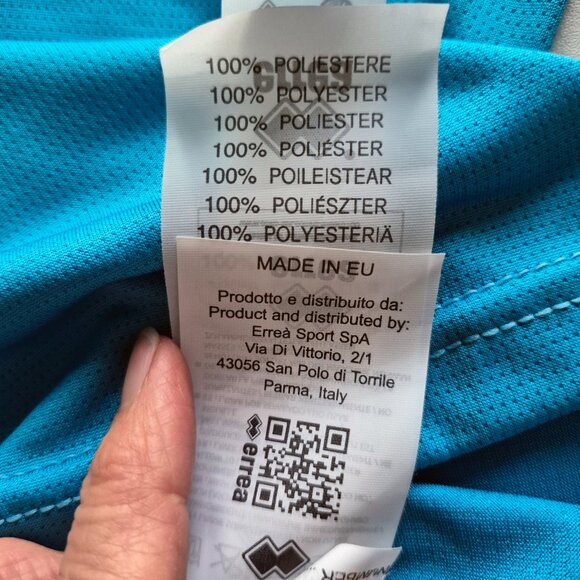 100% POLIESTERE
100% POLYESTER
100% POLIESTER
100% POLIÉSTER
100% POILEISTEAR
100% POLIÉSZTER
100% POLYESTERIÄ
MADE IN EU
Prodotto e distribuito da:
Product and distributed by:
Erreà Sport SpA
Via Di Vittorio, 2/1
43056 San Polo di Torrile
Parma, Italy
errea